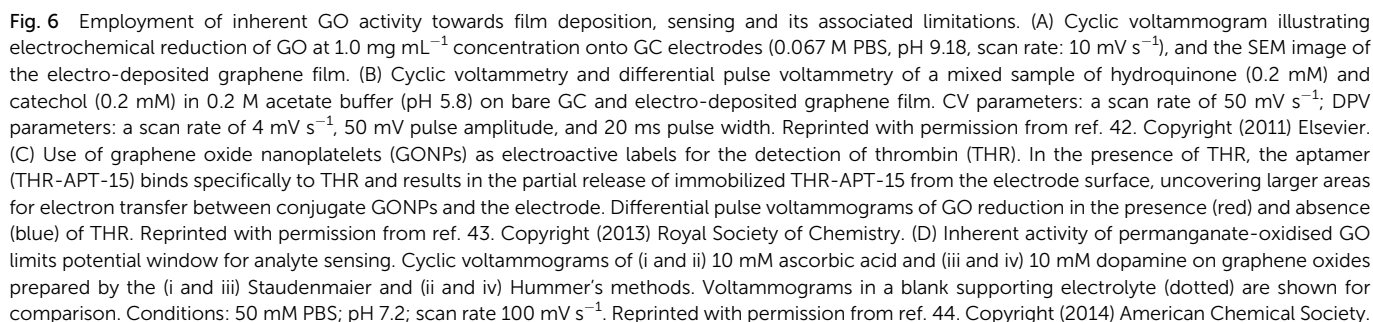 Fig. 6 Employment of inherent GO activity towards film deposition, sensing and its associated limitations. (A) Cyclic voltammogram illustrating
electrochemical reduction of GO at 1.0 mg mL⁻¹ concentration onto GC electrodes (0.067 M PBS, pH 9.18, scan rate: 10 mV s⁻¹), and the SEM image of
the electro-deposited graphene film. (B) Cyclic voltammetry and differential pulse voltammetry of a mixed sample of hydroquinone (0.2 mM) and
catechol (0.2 mM) in 0.2 M acetate buffer (pH 5.8) on bare GC and electro-deposited graphene film. CV parameters: a scan rate of 50 mV s⁻¹; DPV
parameters: a scan rate of 4 mV s⁻¹, 50 mV pulse amplitude, and 20 ms pulse width. Reprinted with permission from ref. 42. Copyright (2011) Elsevier.
(C) Use of graphene oxide nanoplatelets (GONPs) as electroactive labels for the detection of thrombin (THR). In the presence of THR, the aptamer
(THR-APT-15) binds specifically to THR and results in the partial release of immobilized THR-APT-15 from the electrode surface, uncovering larger areas
for electron transfer between conjugate GONPs and the electrode. Differential pulse voltammograms of GO reduction in the presence (red) and absence
(blue) of THR. Reprinted with permission from ref. 43. Copyright (2013) Royal Society of Chemistry. (D) Inherent activity of permanganate-oxidised GO
limits potential window for analyte sensing. Cyclic voltammograms of (i and ii) 10 mM ascorbic acid and (iii and iv) 10 mM dopamine on graphene oxides
prepared by the (i and iii) Staudenmaier and (ii and iv) Hummer's methods. Voltammograms in a blank supporting electrolyte (dotted) are shown for
comparison. Conditions: 50 mM PBS; pH 7.2; scan rate 100 mV s⁻¹. Reprinted with permission from ref. 44. Copyright (2014) American Chemical Society.